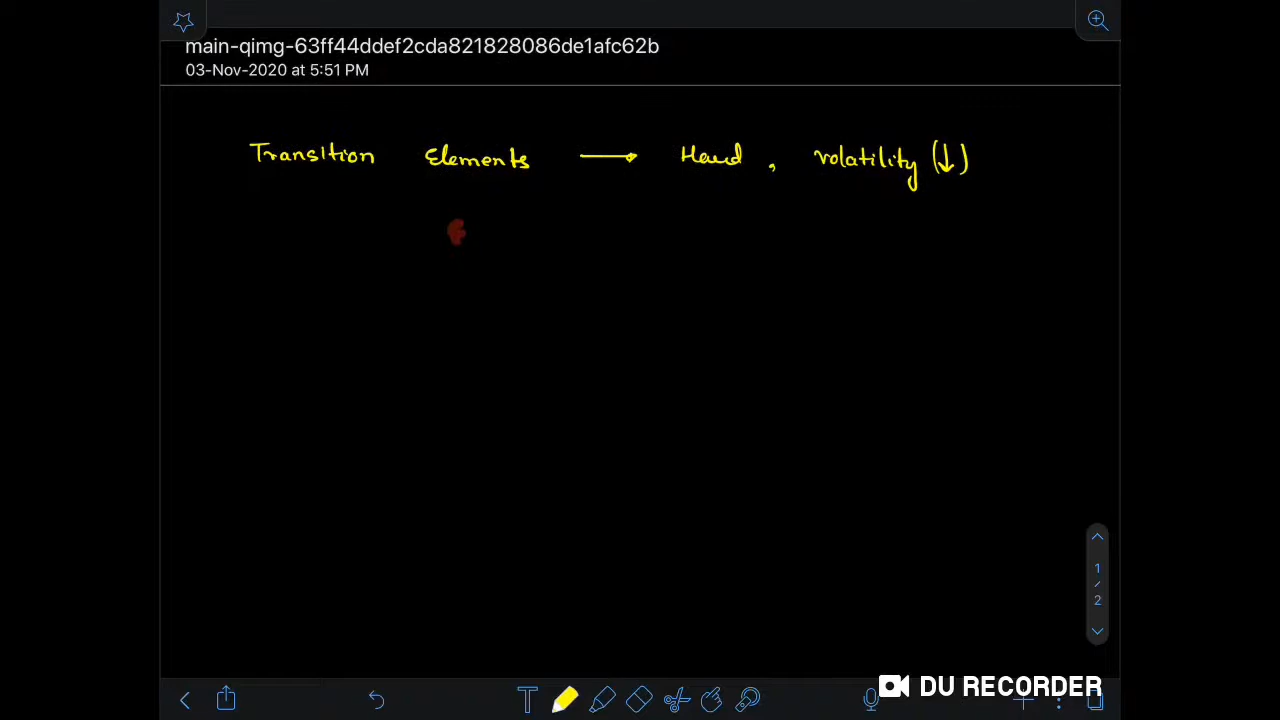 main-qimg-63ff44ddef2cda821828086de1afc62b
03-Nov-2020 at 5:51 PM
Transition Elements → Hard, volatility (↓)
1
/
2
T
DU RECORDER